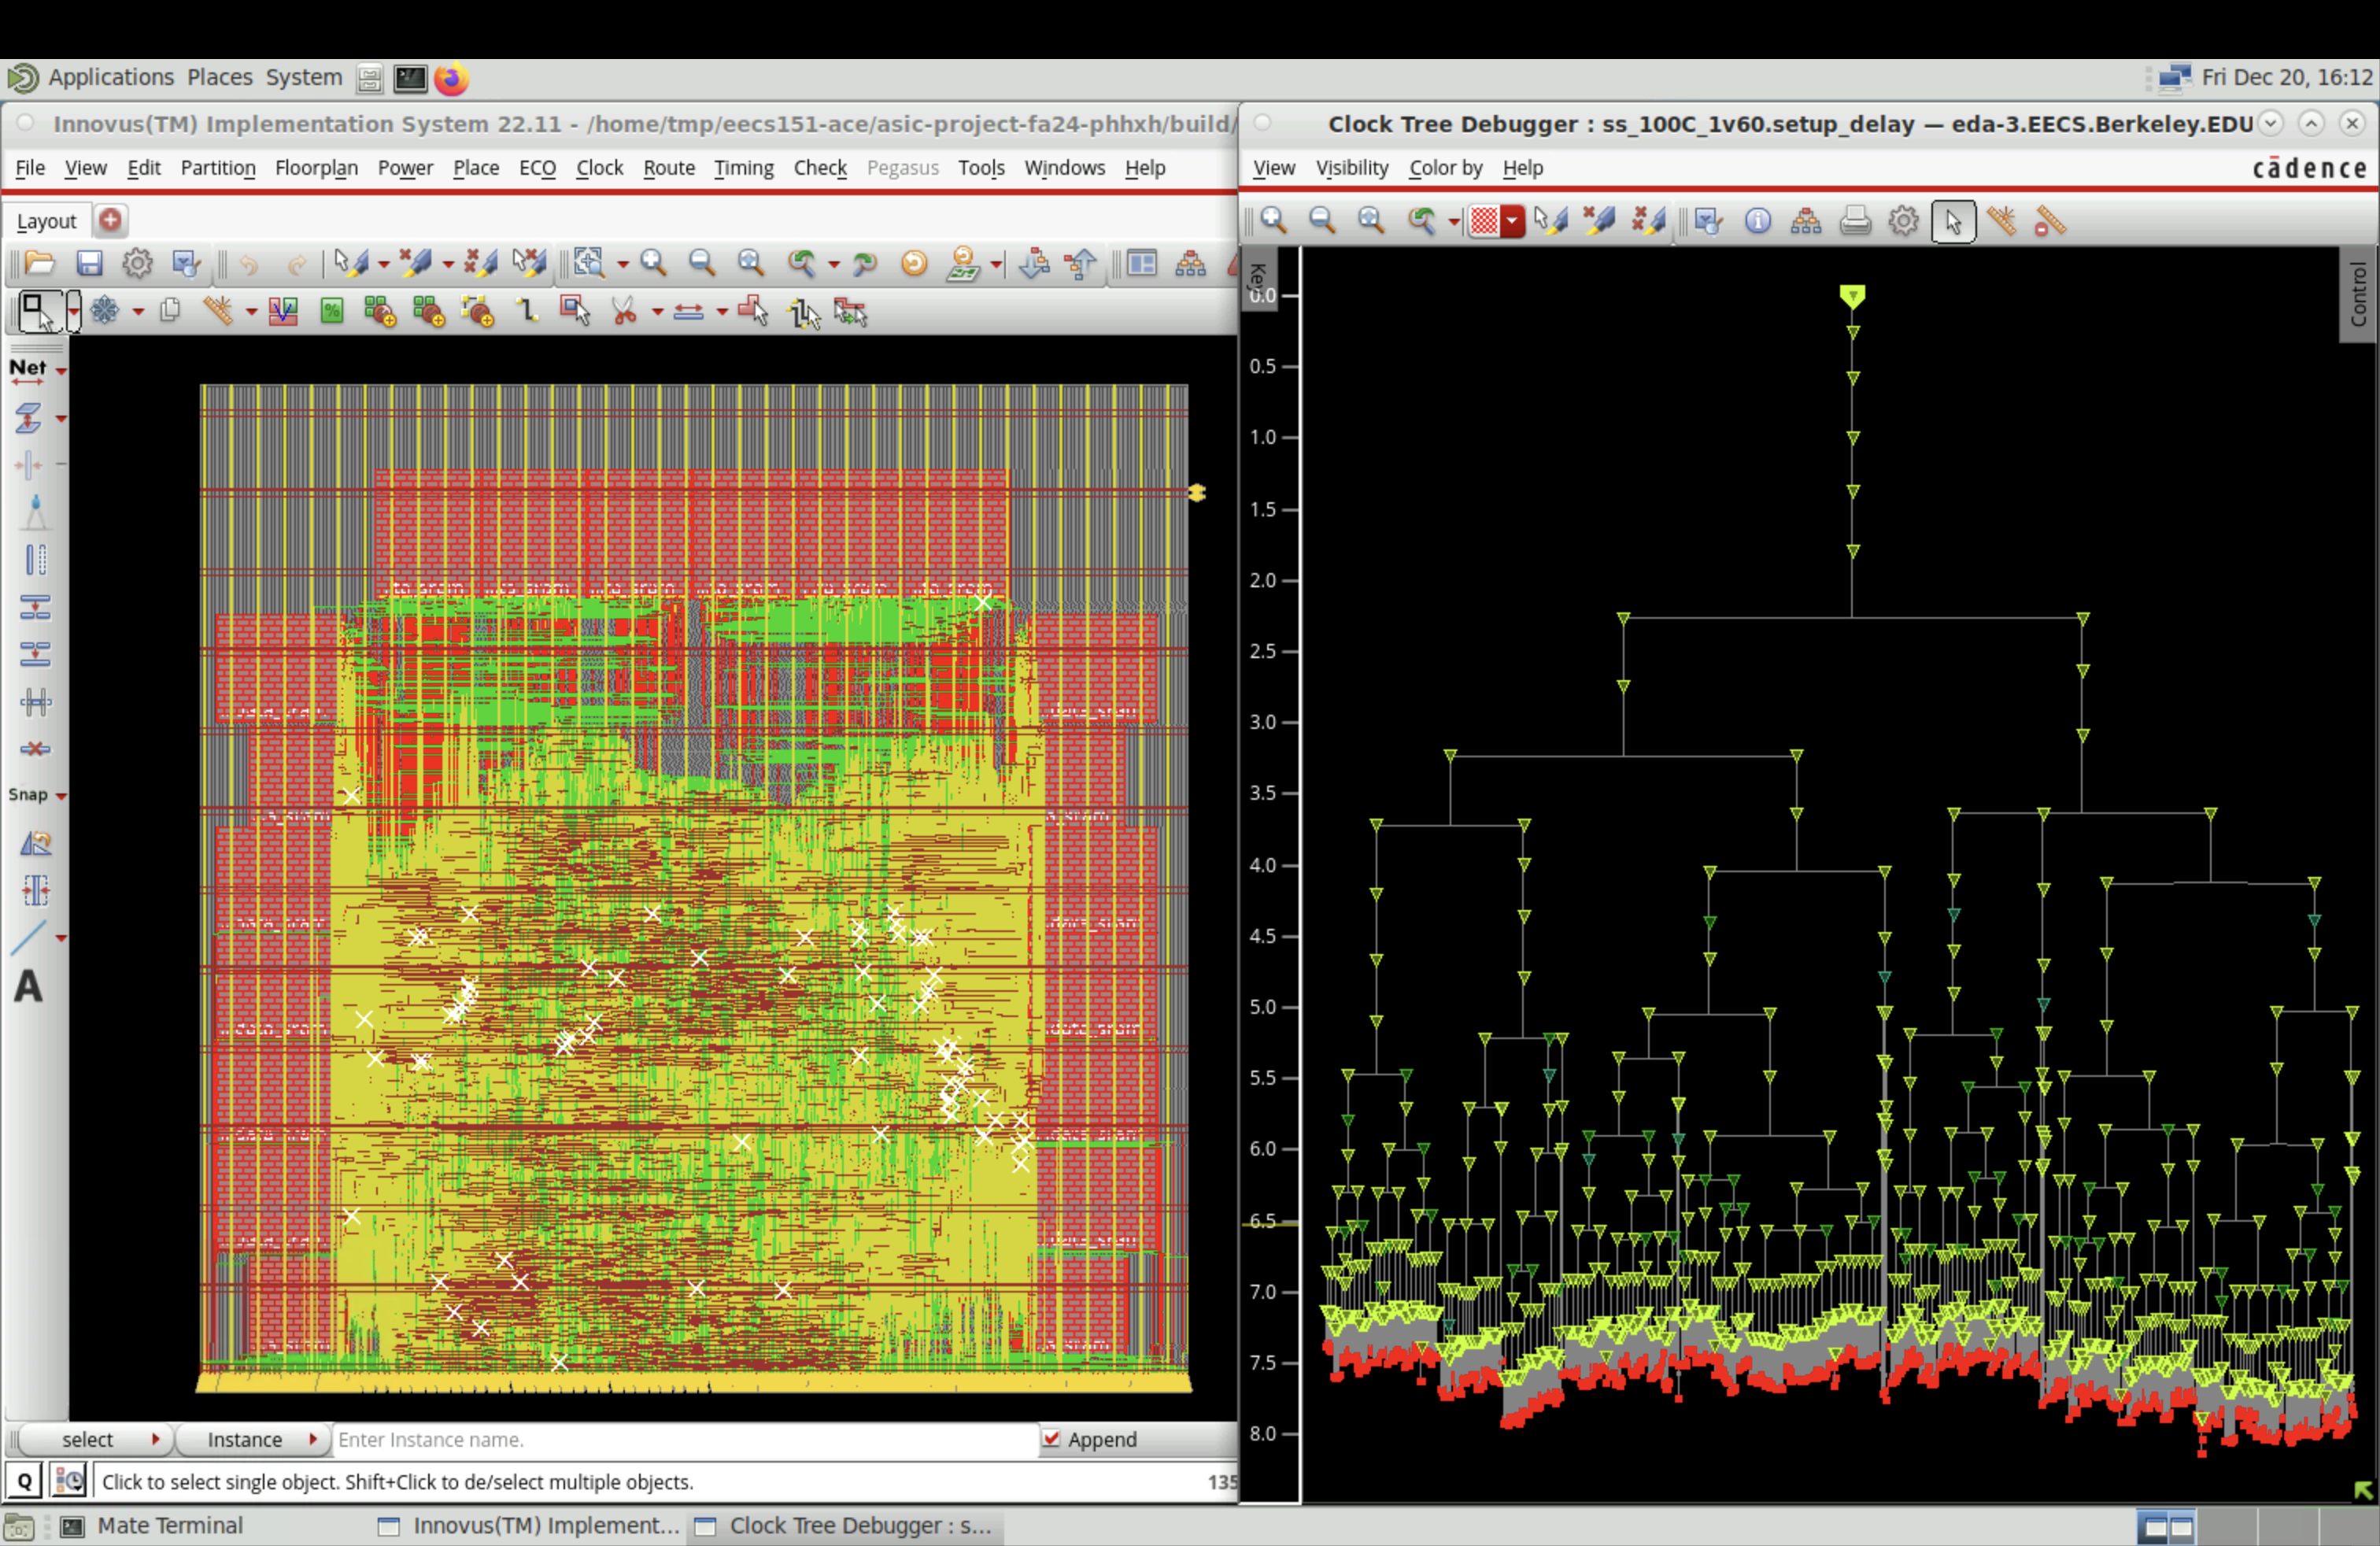 Applications Places System
Fri Dec 20, 16:12
Innovus(TM) Implementation System 22.11 - /home/tmp/eecs151-ace/asic-project-fa24-phhxh/build/
Clock Tree Debugger : ss_100C_1v60.setup_delay — eda-3.EECS.Berkeley.EDU
File View Edit Partition Floorplan Power Place ECO Clock Route Timing Check Pegasus Tools Windows Help
View Visibility Color by Help
cādence
Layout
Key
Control
Net
Snap
A
0.0
0.5
1.0
1.5
2.0
2.5
3.0
3.5
4.0
4.5
5.0
5.5
6.0
6.5
7.0
7.5
8.0
select
Instance
Enter Instance name.
Append
Q
Click to select single object. Shift+Click to de/select multiple objects.
135
Mate Terminal
Innovus(TM) Implement...
Clock Tree Debugger : s...